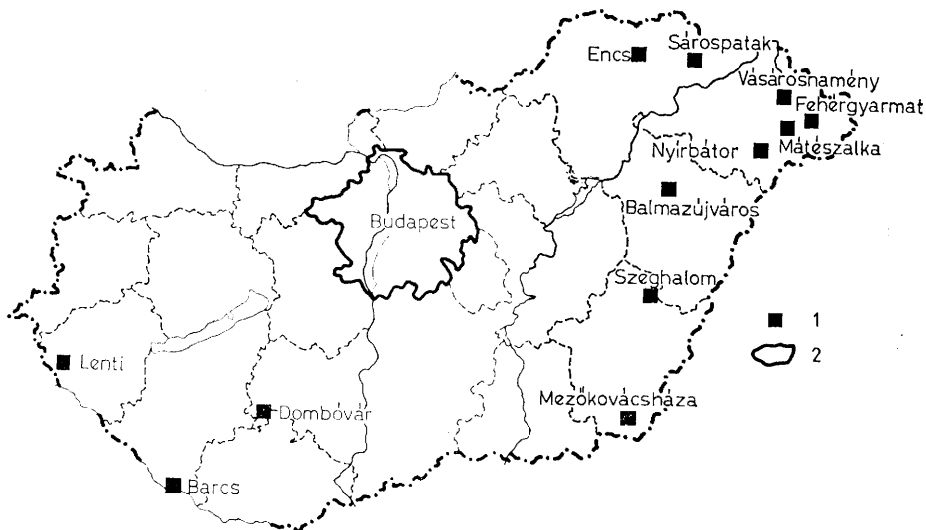 Encs
Sárospatak
Vásárosnamény
Fehérgyarmat
Mátészalka
Nyírbátor
Balmazújváros
Budapest
Szeghalom
1
2
Lenti
Mezőkovácsháza
Dombóvár
Barcs